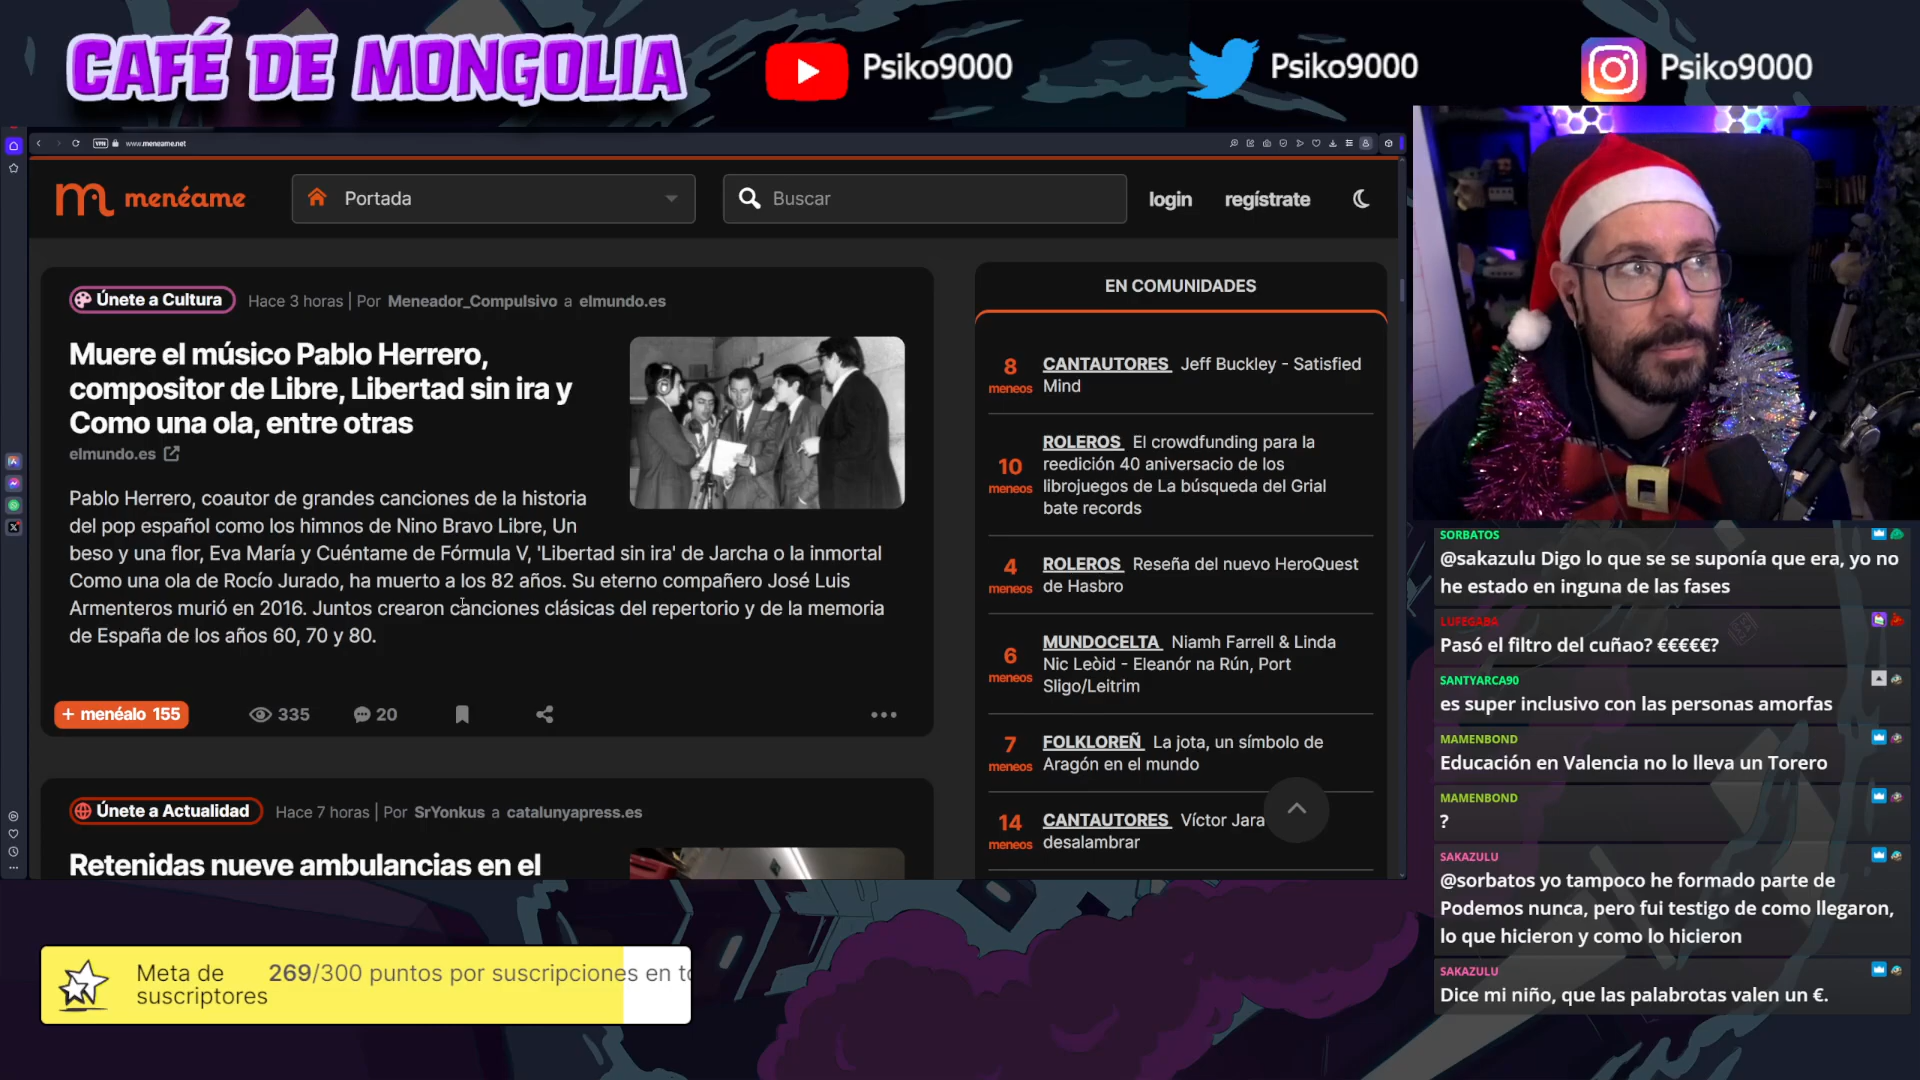 CAFÉ DE MONGOLIA
Psiko9000
Psiko9000
Psiko9000
VPN
www.meneame.net
menéame
Portada
Buscar
login
regístrate
Únete a Cultura
Hace 3 horas | Por Meneador_Compulsivo a elmundo.es
Muere el músico Pablo Herrero,
compositor de Libre, Libertad sin ira y
Como una ola, entre otras
elmundo.es
Pablo Herrero, coautor de grandes canciones de la historia
del pop español como los himnos de Nino Bravo Libre, Un
beso y una flor, Eva María y Cuéntame de Fórmula V, 'Libertad sin ira' de Jarcha o la inmortal
Como una ola de Rocío Jurado, ha muerto a los 82 años. Su eterno compañero José Luis
Armenteros murió en 2016. Juntos crearon canciones clásicas del repertorio y de la memoria
de España de los años 60, 70 y 80.
+ menéalo 155
335
20
Únete a Actualidad
Hace 7 horas | Por SrYonkus a catalunyapress.es
Retenidas nueve ambulancias en el
EN COMUNIDADES
8 meneos
CANTAUTORES Jeff Buckley - Satisfied
Mind
10 meneos
ROLEROS El crowdfunding para la
reedición 40 aniversacio de los
librojuegos de La búsqueda del Grial
bate records
4 meneos
ROLEROS Reseña del nuevo HeroQuest
de Hasbro
6 meneos
MUNDOCELTA Niamh Farrell & Linda
Nic Leòid - Eleanór na Rún, Port
Sligo/Leitrim
7 meneos
FOLKLOREÑ La jota, un símbolo de
Aragón en el mundo
14 meneos
CANTAUTORES Víctor Jara
desalambrar
SORBATOS
@sakazulu Digo lo que se se suponía que era, yo no
he estado en inguna de las fases
LUFEGABA
Pasó el filtro del cuñao? €€€€€?
SANTYARCA90
es super inclusivo con las personas amorfas
MAMENBOND
Educación en Valencia no lo lleva un Torero
MAMENBOND
?
SAKAZULU
@sorbatos yo tampoco he formado parte de
Podemos nunca, pero fui testigo de como llegaron,
lo que hicieron y como lo hicieron
SAKAZULU
Dice mi niño, que las palabrotas valen un €.
Meta de
suscriptores
269/300 puntos por suscripciones en to